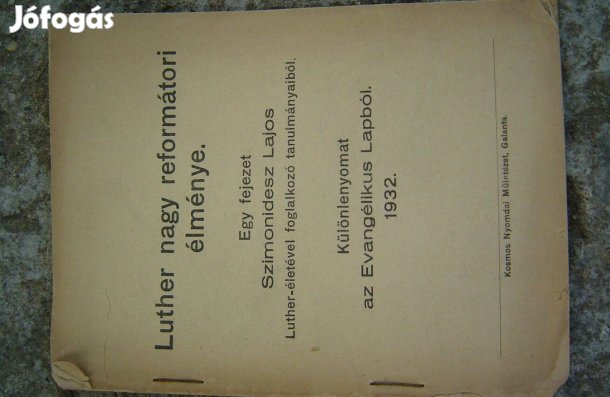 Jófogás
Luther nagy reformátori
élménye.
Egy fejezet
Szimonidesz Lajos
Luther-életével foglalkozó tanulmányaiból.
Különlenyomat
az Evangélikus Lapból.
1932.
Kosmos Nyomdai Műintézet, Galanta.